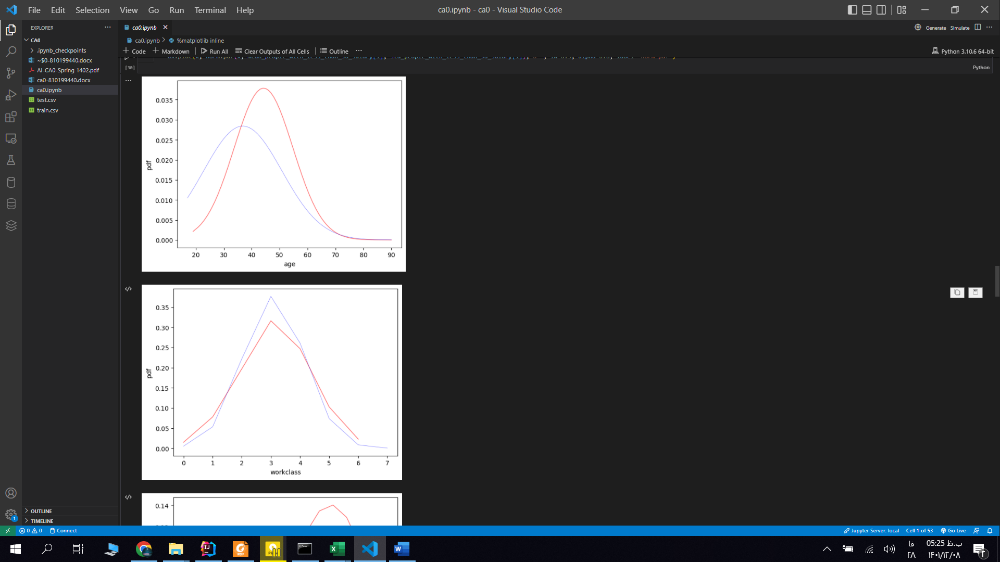 File Edit Selection View Go Run Terminal Help
ca0.ipynb - ca0 - Visual Studio Code
EXPLORER
CA0
.ipynb_checkpoints
~$0-810199440.docx
AI-CA0-Spring 1402.pdf
ca0-810199440.docx
ca0.ipynb
test.csv
train.csv
OUTLINE
TIMELINE
ca0.ipynb
Generate Simulate
ca0.ipynb > %matplotlib inline
+ Code + Markdown Run All Clear Outputs of All Cells Outline ...
Python 3.10.6 64-bit
[30]
Python
0.035
0.030
0.025
0.020
0.015
0.010
0.005
0.000
pdf
20 30 40 50 60 70 80 90
age
0.35
0.30
0.25
0.20
0.15
0.10
0.05
0.00
pdf
0 1 2 3 4 5 6 7
workclass
0.14
1
0 0 Connect
Jupyter Server: local Cell 1 of 53 Go Live
فا
FA
05:25 ب.ظ
۱۴۰۱/۱۲/۰۸
۳